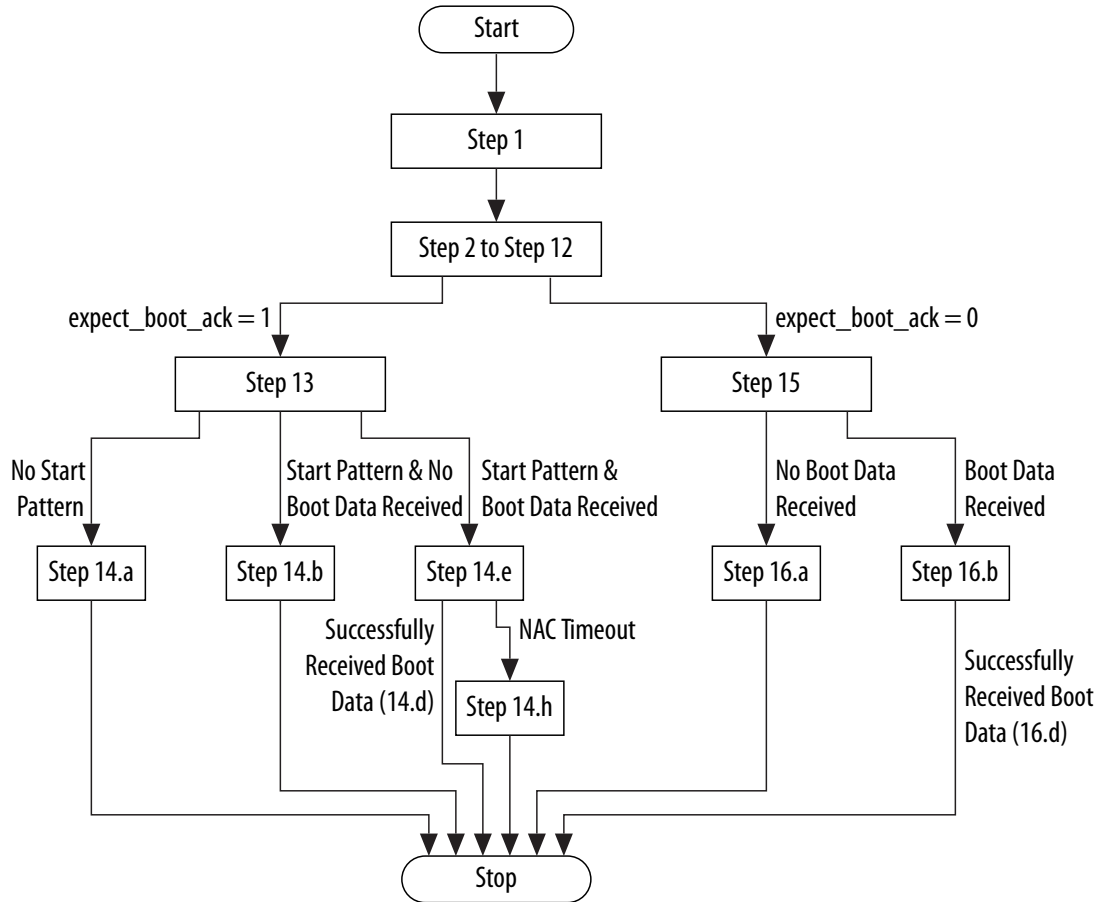 Start
Step 1
Step 2 to Step 12
expect_boot_ack = 1
expect_boot_ack = 0
Step 13
Step 15
No Start
Pattern
Start Pattern & No
Boot Data Received
Start Pattern &
Boot Data Received
No Boot Data
Received
Boot Data
Received
Step 14.a
Step 14.b
Step 14.e
Step 16.a
Step 16.b
Successfully
Received Boot
Data (14.d)
NAC Timeout
Step 14.h
Successfully
Received Boot
Data (16.d)
Stop